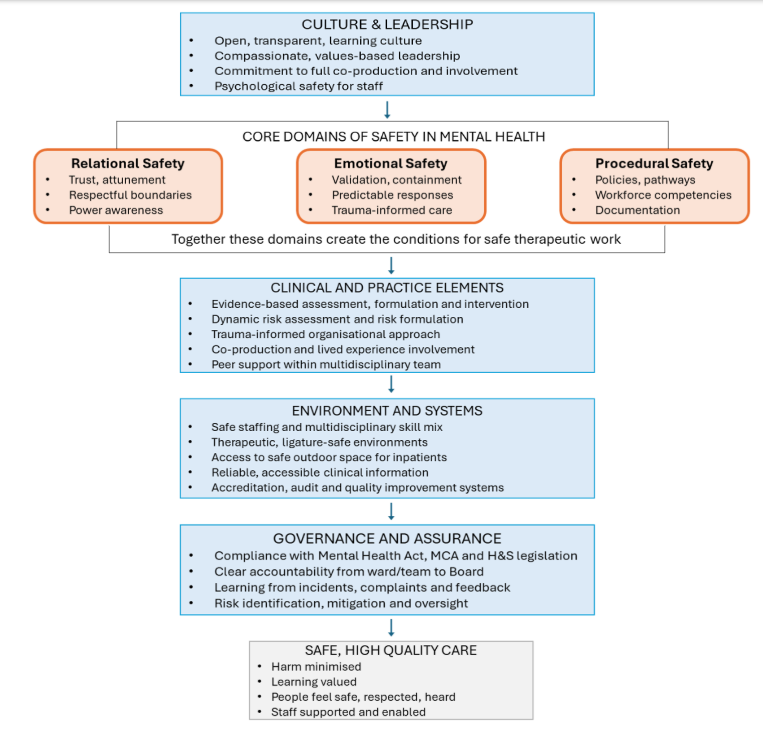 CULTURE & LEADERSHIP
• Open, transparent, learning culture
• Compassionate, values-based leadership
• Commitment to full co-production and involvement
• Psychological safety for staff
CORE DOMAINS OF SAFETY IN MENTAL HEALTH
Relational Safety
• Trust, attunement
• Respectful boundaries
• Power awareness
Emotional Safety
• Validation, containment
• Predictable responses
• Trauma-informed care
Procedural Safety
• Policies, pathways
• Workforce competencies
• Documentation
Together these domains create the conditions for safe therapeutic work
CLINICAL AND PRACTICE ELEMENTS
• Evidence-based assessment, formulation and intervention
• Dynamic risk assessment and risk formulation
• Trauma-informed organisational approach
• Co-production and lived experience involvement
• Peer support within multidisciplinary team
ENVIRONMENT AND SYSTEMS
• Safe staffing and multidisciplinary skill mix
• Therapeutic, ligature-safe environments
• Access to safe outdoor space for inpatients
• Reliable, accessible clinical information
• Accreditation, audit and quality improvement systems
GOVERNANCE AND ASSURANCE
• Compliance with Mental Health Act, MCA and H&S legislation
• Clear accountability from ward/team to Board
• Learning from incidents, complaints and feedback
• Risk identification, mitigation and oversight
SAFE, HIGH QUALITY CARE
• Harm minimised
• Learning valued
• People feel safe, respected, heard
• Staff supported and enabled